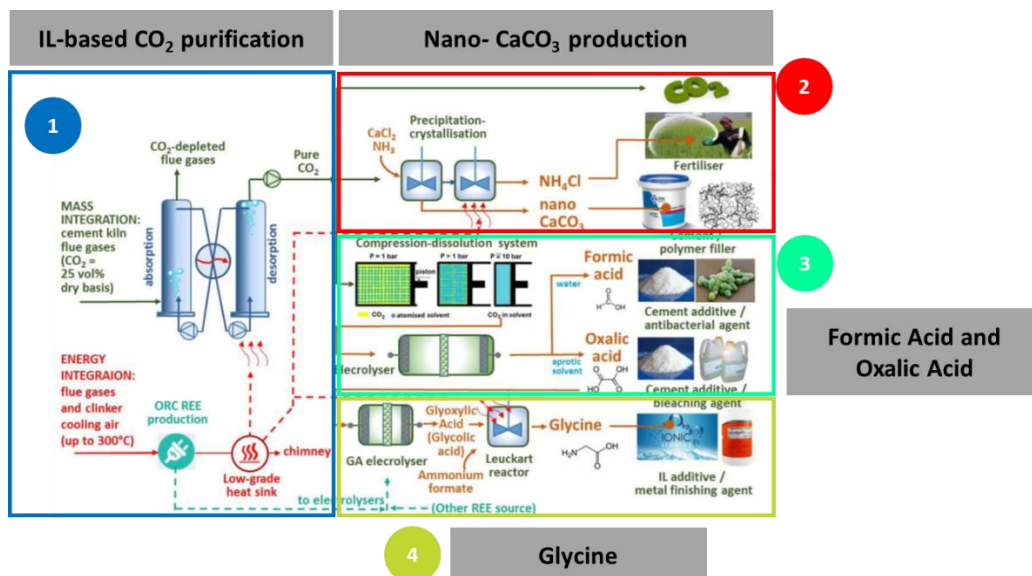 IL-based CO₂ purification
Nano- CaCO₃ production
1
CO₂-depleted
flue gases
Pure
CO₂
MASS
INTEGRATION:
cement kiln
flue gases
(CO₂ =
25 vol%
dry basis)
absorption
desorption
ENERGY
INTEGRAION:
flue gases
and clinker
cooling air
(up to 300°C)
ORC REE
production
Low-grade
heat sink
chimney
to electrolysers
2
CO₂
Precipitation-
crystallisation
CaCl₂
NH₃
NH₄Cl
nano
CaCO₃
Fertiliser
polymer filler
3
Compression-dissolution system
P = 1 bar
P > 1 bar
P ≅ 10 bar
piston
CO₂
atomised solvent
CO₂ in solvent
Formic
acid
water
Cement additive /
antibacterial agent
Oxalic
acid
aprotic
solvent
elecrolyser
Cement additive /
bleaching agent
Formic Acid and
Oxalic Acid
Glyoxylic
Acid
(Glycolic
acid)
GA elecrolyser
Ammonium
formate
Leuckart
reactor
Glycine
H₂N
OH
O
IONIC
IL additive /
metal finishing agent
(Other REE source)
4
Glycine